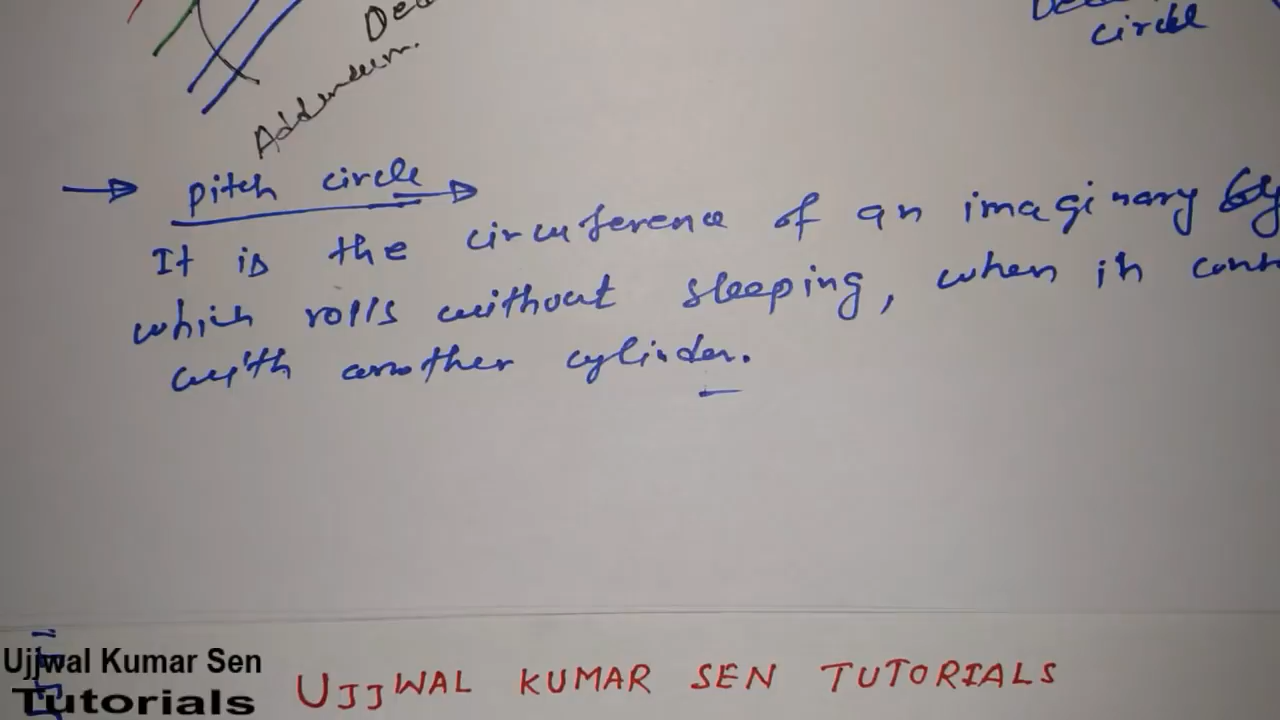 Addendum.
circle
→ pitch circle →
It is the circumference of an imaginary
which rolls without sleeping, when in
with another cylinder.
Ujjwal Kumar Sen
Tutorials
UJJWAL KUMAR SEN TUTORIALS